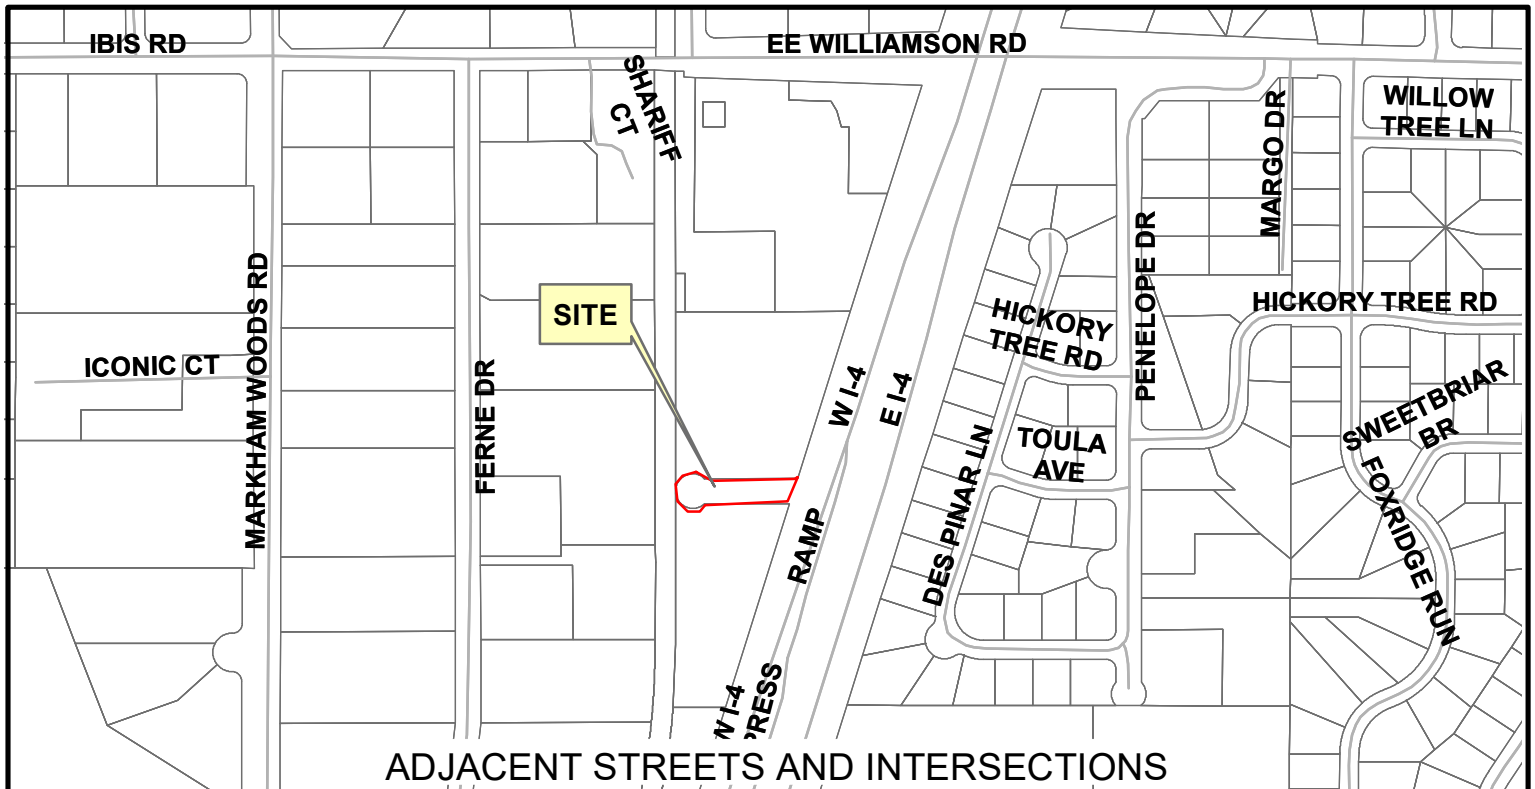 IBIS RD
EE WILLIAMSON RD
SHARIFF
CT
WILLOW
TREE LN
MARGO DR
PENELOPE DR
MARKHAM WOODS RD
HICKORY TREE RD
SITE
HICKORY
TREE RD
ICONIC CT
FERNE DR
W I-4
E I-4
SWEETBRIAR
BR
TOULA
AVE
DES PINAR LN
FOXRIDGE RUN
RAMP
W I-4
PRESS
ADJACENT STREETS AND INTERSECTIONS